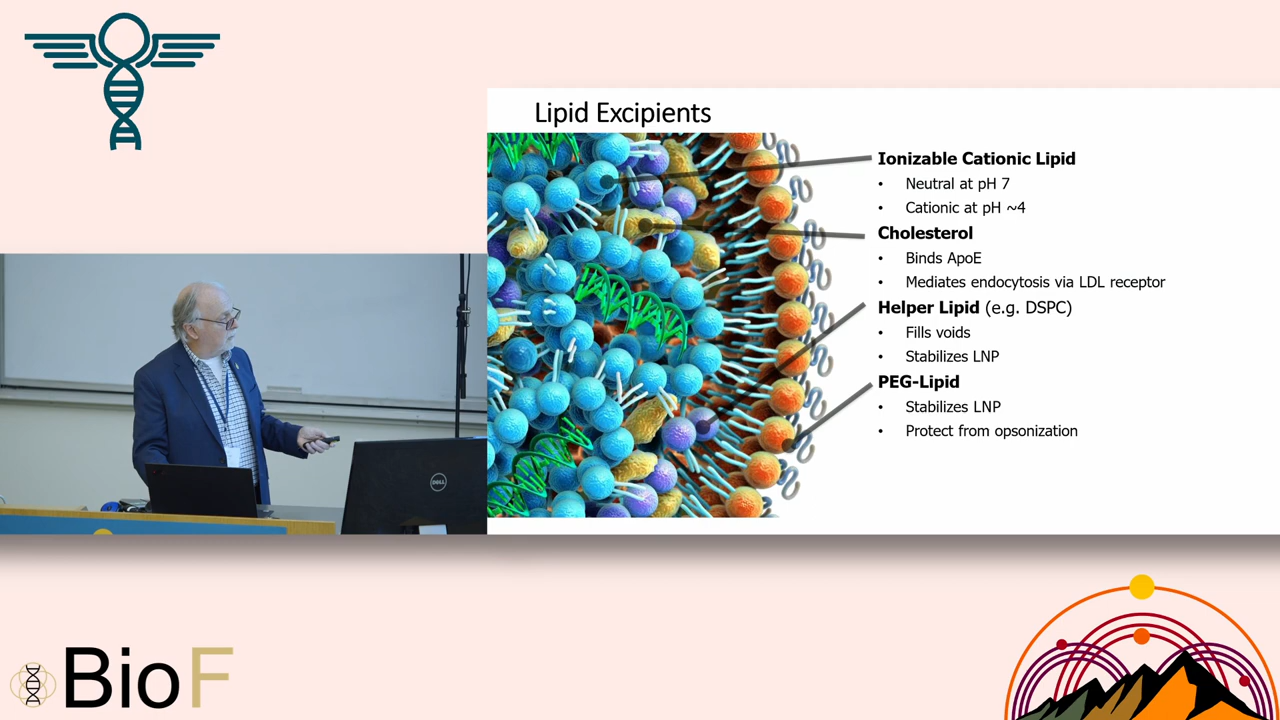 Lipid Excipients
Ionizable Cationic Lipid
• Neutral at pH 7
• Cationic at pH ~4
Cholesterol
• Binds ApoE
• Mediates endocytosis via LDL receptor
Helper Lipid (e.g. DSPC)
• Fills voids
• Stabilizes LNP
PEG-Lipid
• Stabilizes LNP
• Protect from opsonization
DELL
BioF